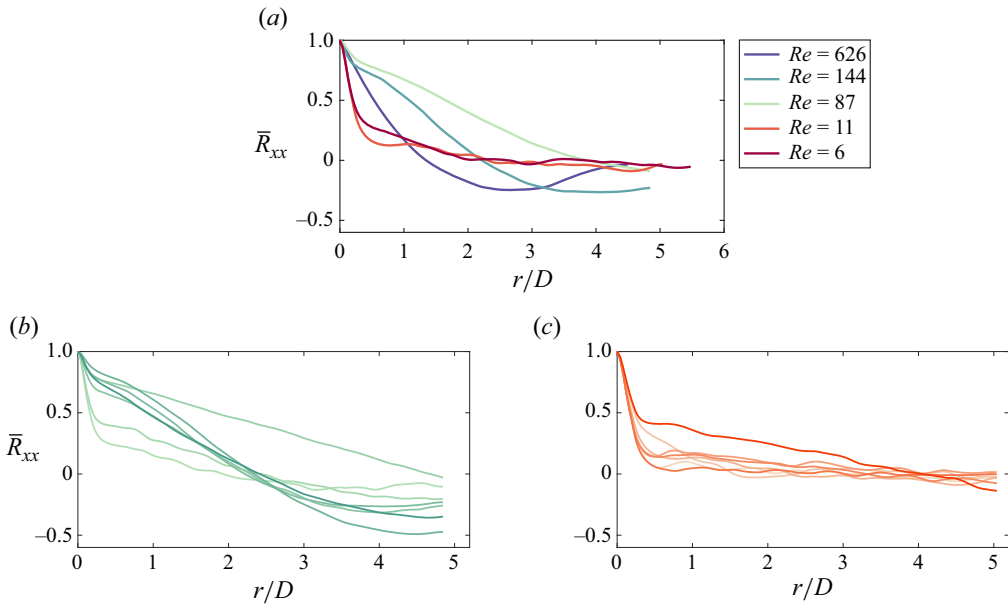 (a)
1.0
0.5
0
–0.5
R̄xx
0 1 2 3 4 5 6
r/D
Re = 626
Re = 144
Re = 87
Re = 11
Re = 6
(b)
1.0
0.5
0
–0.5
R̄xx
0 1 2 3 4 5
r/D
(c)
1.0
0.5
0
–0.5
0 1 2 3 4 5
r/D